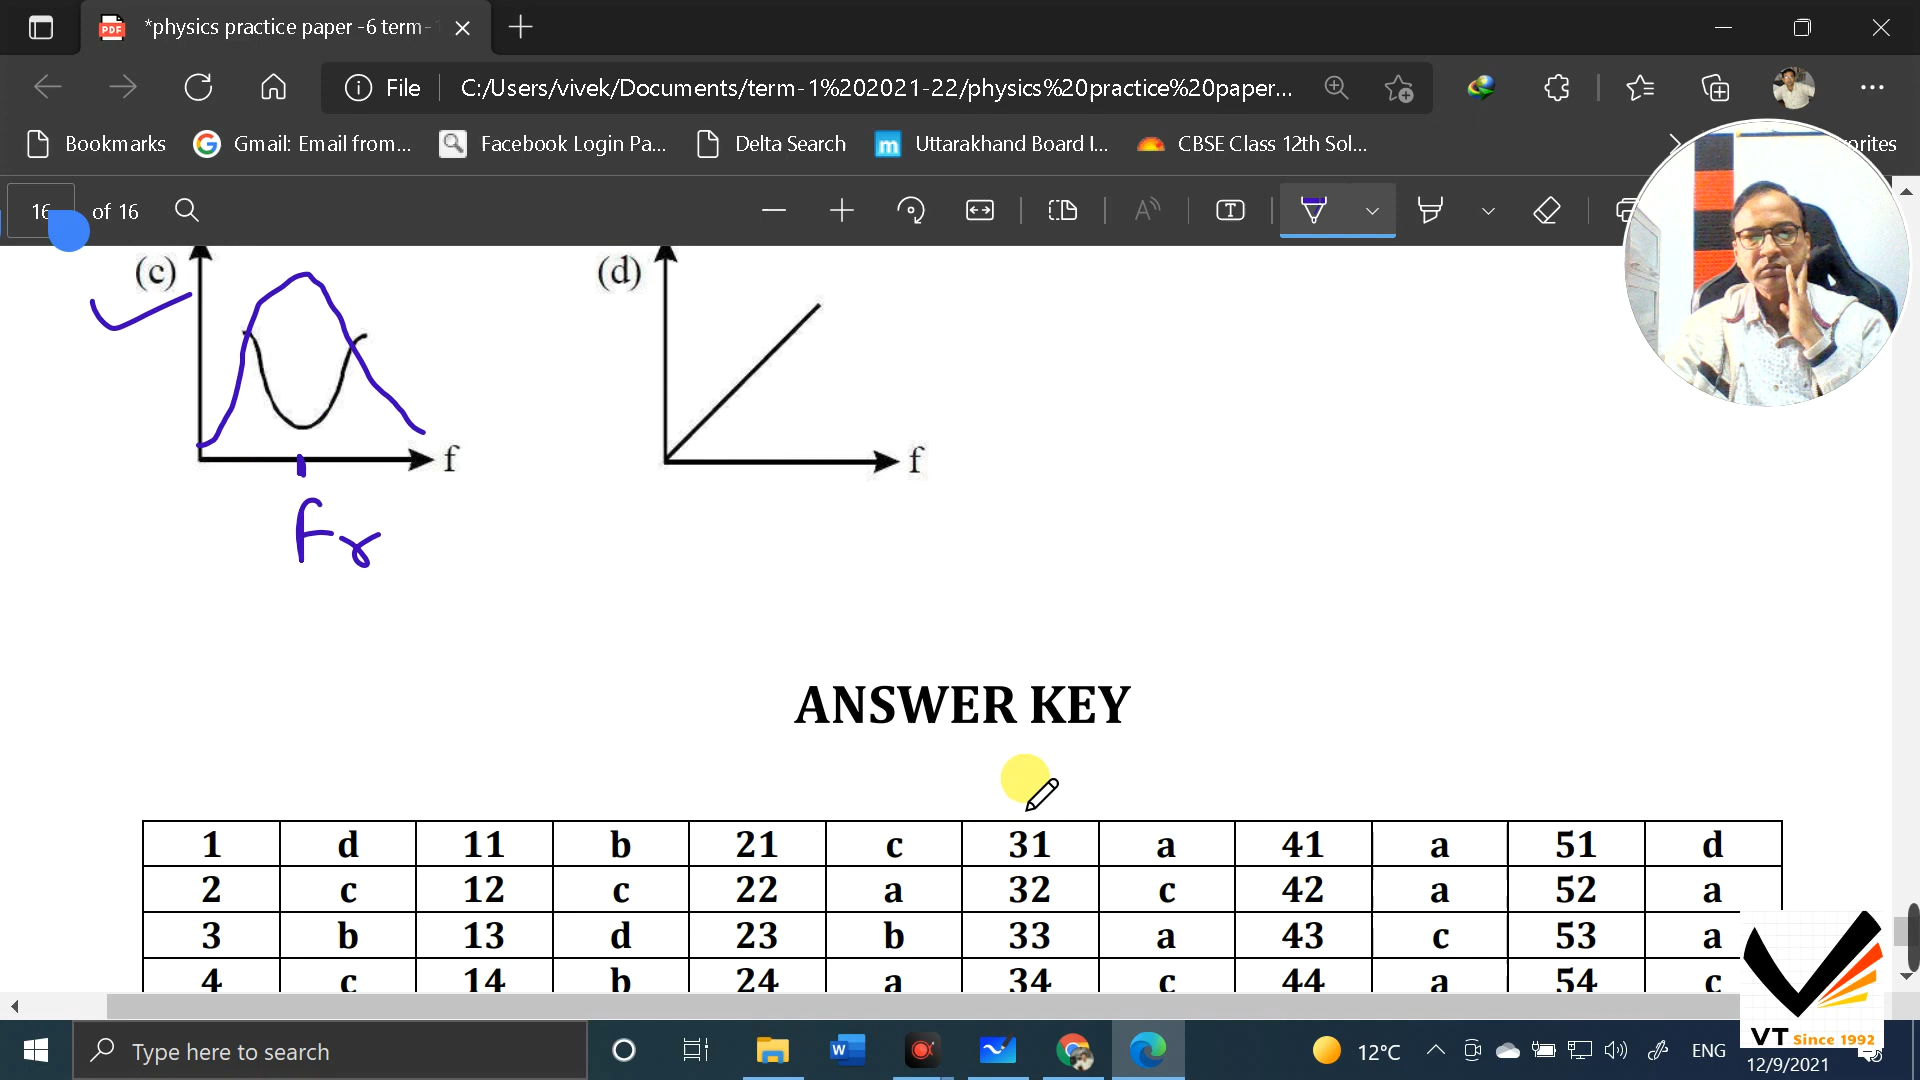 *physics practice paper -6 term-
File C:/Users/vivek/Documents/term-1%202021-22/physics%20practice%20paper...
Bookmarks Gmail: Email from... Facebook Login Pa... Delta Search Uttarakhand Board I... CBSE Class 12th Sol... orites
16 of 16
(c) (d)
f f
Fr
ANSWER KEY
1 d 11 b 21 c 31 a 41 a 51 d
2 c 12 c 22 a 32 c 42 a 52 a
3 b 13 d 23 b 33 a 43 c 53 a
4 c 14 b 24 a 34 c 44 a 54 c
VT Since 1992
Type here to search 12°C ENG 12/9/2021